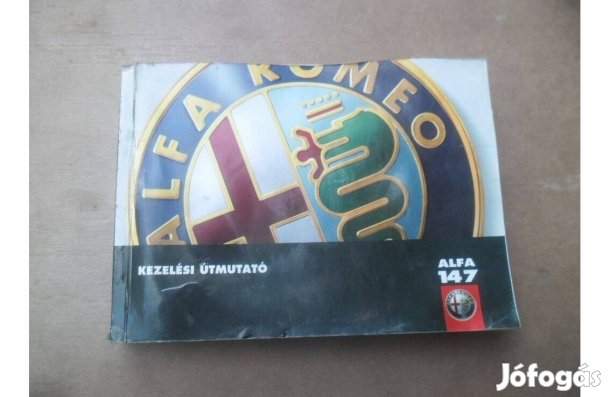 ALFA ROMEO
KEZELÉSI ÚTMUTATÓ
ALFA
147
Jófogás